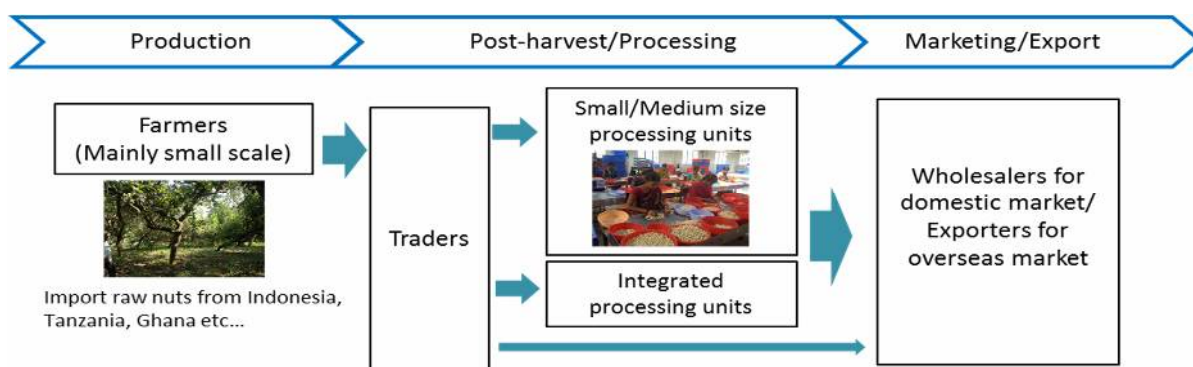 Production
Post-harvest/Processing
Marketing/Export
Farmers
(Mainly small scale)
Import raw nuts from Indonesia,
Tanzania, Ghana etc...
Traders
Small/Medium size
processing units
Integrated
processing units
Wholesalers for
domestic market/
Exporters for
overseas market